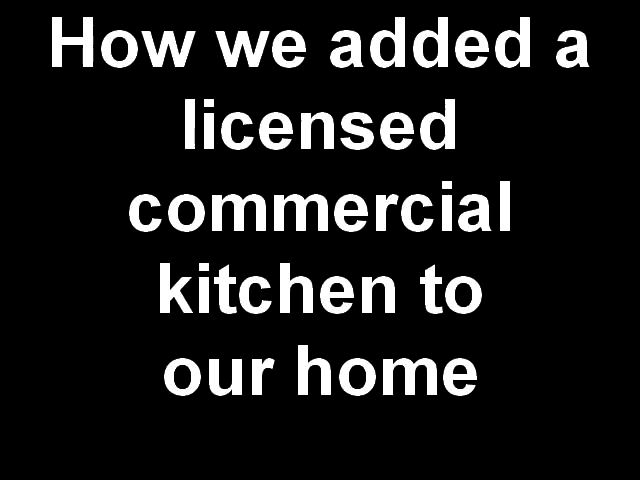 How we added a
licensed
commercial
kitchen to
our home